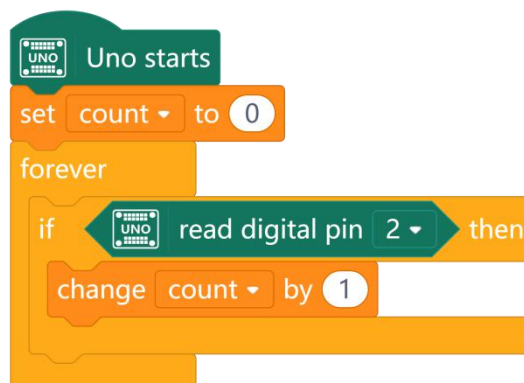 UNO Uno starts
set count to 0
forever
if UNO read digital pin 2 then
change count by 1